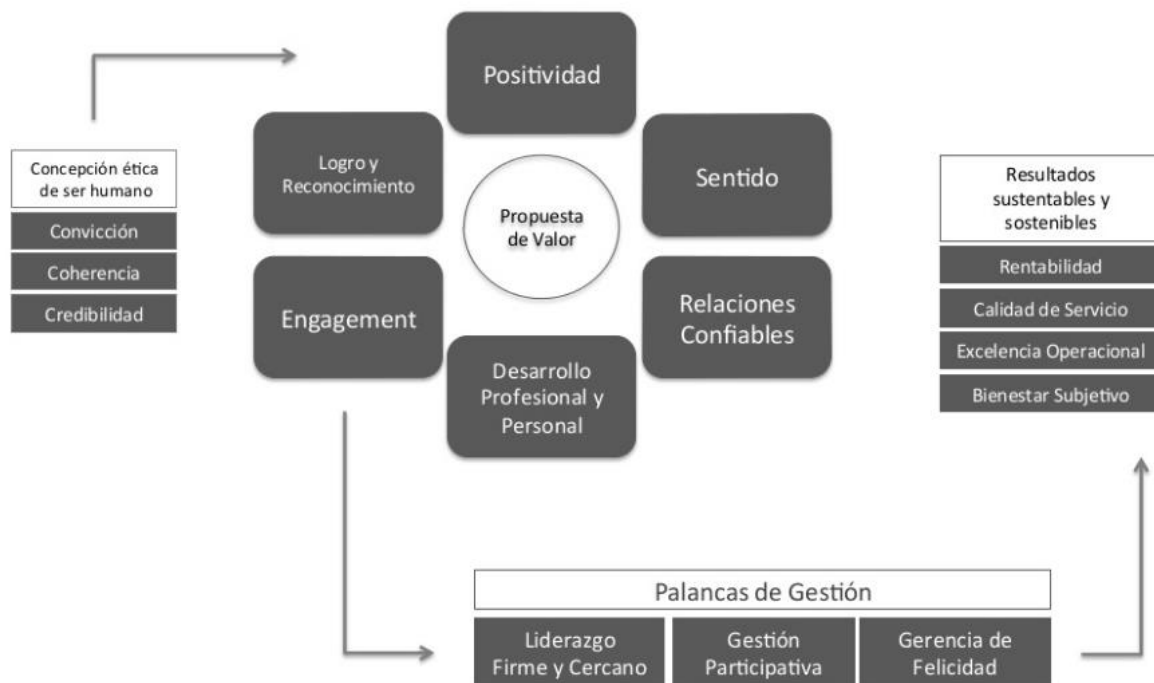 Concepción ética
de ser humano
Convicción
Coherencia
Credibilidad
Positividad
Logro y
Reconocimiento
Sentido
Propuesta
de Valor
Engagement
Relaciones
Confiables
Desarrollo
Profesional y
Personal
Palancas de Gestión
Liderazgo
Firme y Cercano
Gestión
Participativa
Gerencia de
Felicidad
Resultados
sustentables y
sostenibles
Rentabilidad
Calidad de Servicio
Excelencia Operacional
Bienestar Subjetivo